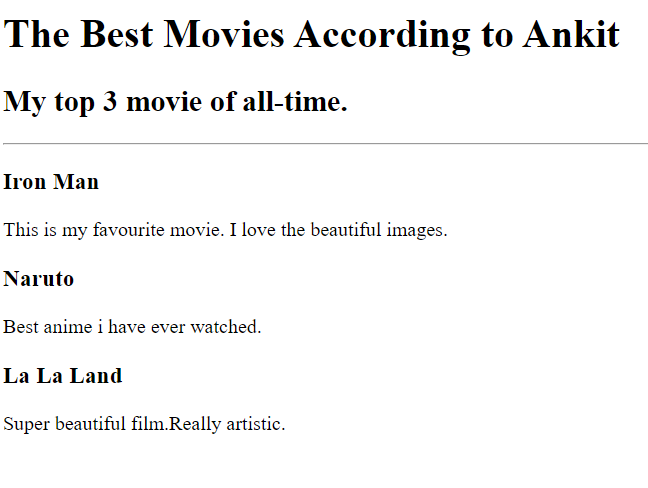 The Best Movies According to Ankit
My top 3 movie of all-time.
Iron Man
This is my favourite movie. I love the beautiful images.
Naruto
Best anime i have ever watched.
La La Land
Super beautiful film.Really artistic.